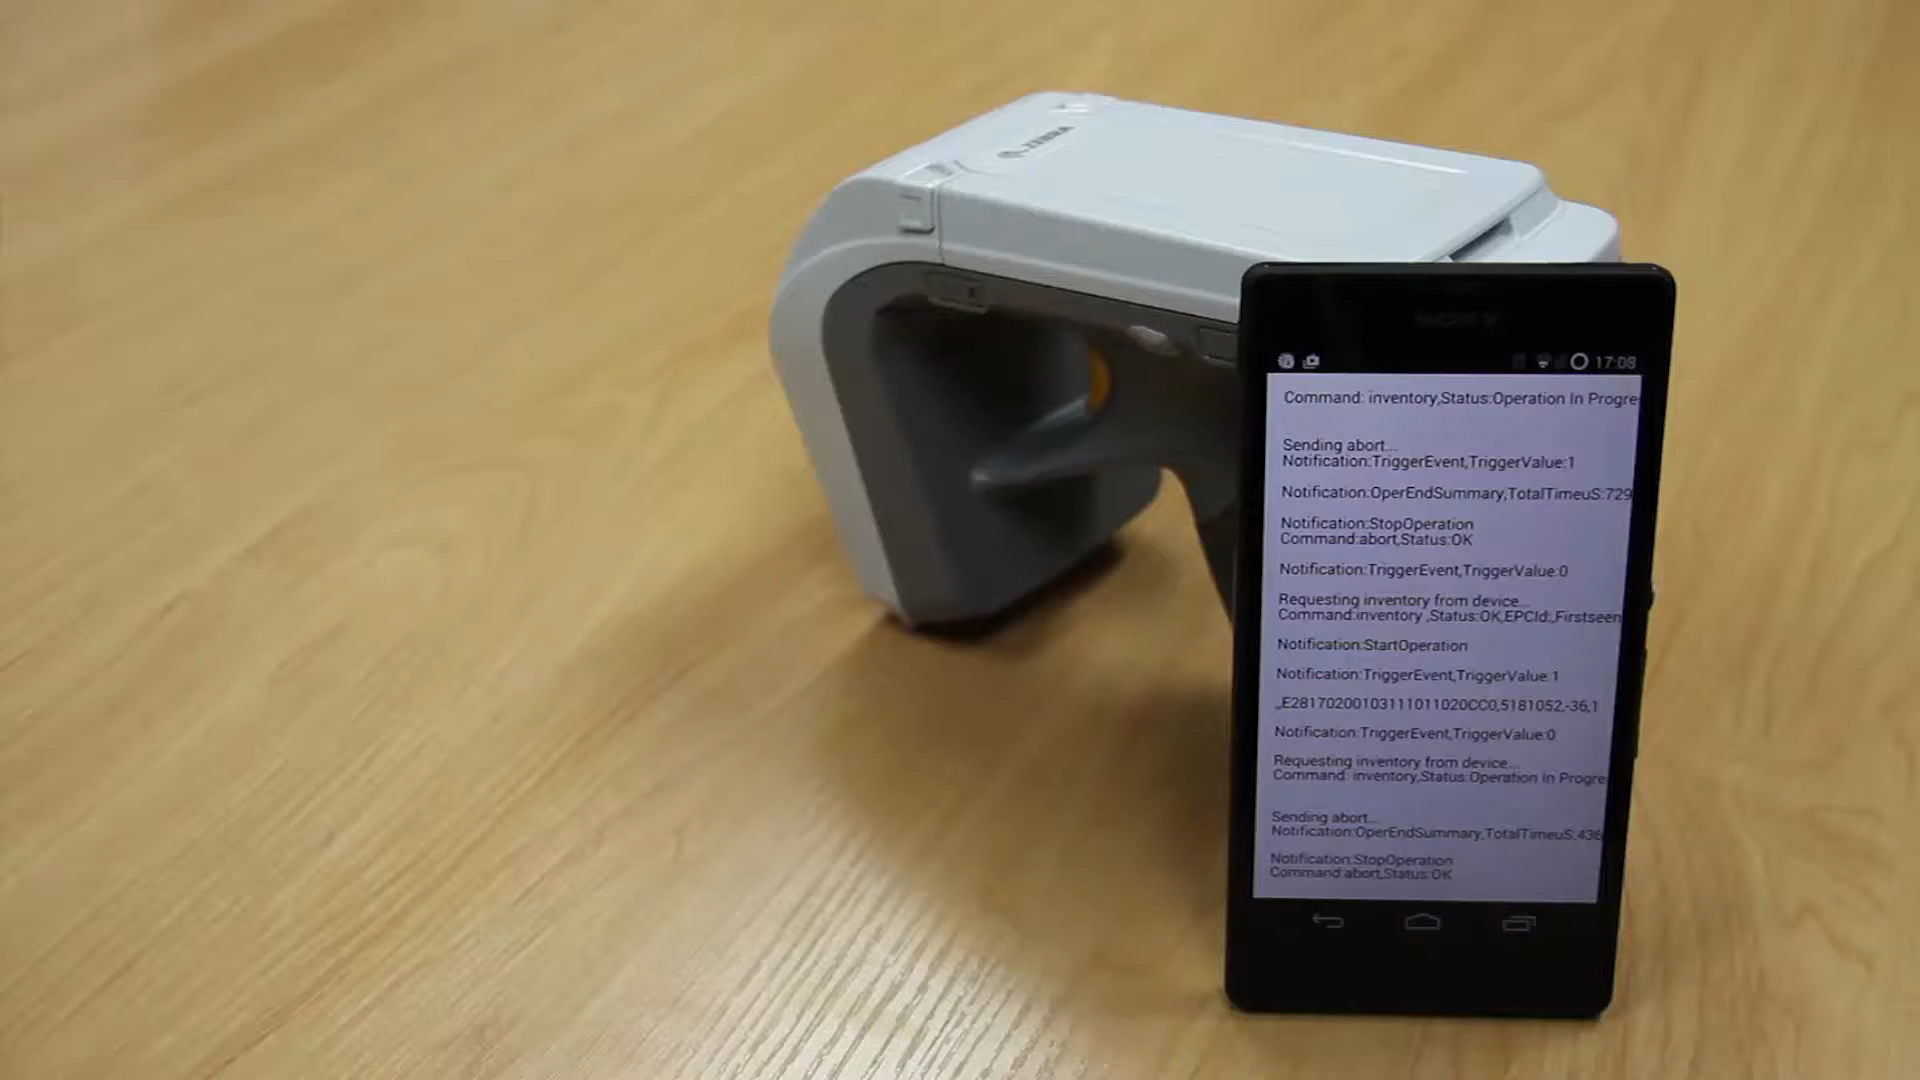 ZEBRA
SONY
17:08
Command: inventory,Status:Operation In Progre
Sending abort...
Notification:TriggerEvent,TriggerValue:1
Notification:OperEndSummary,TotalTimeuS:729
Notification:StopOperation
Command:abort,Status:OK
Notification:TriggerEvent,TriggerValue:0
Requesting inventory from device...
Command:inventory ,Status:OK,EPCId:,Firstseen
Notification:StartOperation
Notification:TriggerEvent,TriggerValue:1
,,E2817020010311101​1020CC0,5181052,-36,1
Notification:TriggerEvent,TriggerValue:0
Requesting inventory from device...
Command: inventory,Status:Operation In Progre
Sending abort...
Notification:OperEndSummary,TotalTimeuS:436
Notification:StopOperation
Command:abort,Status:OK